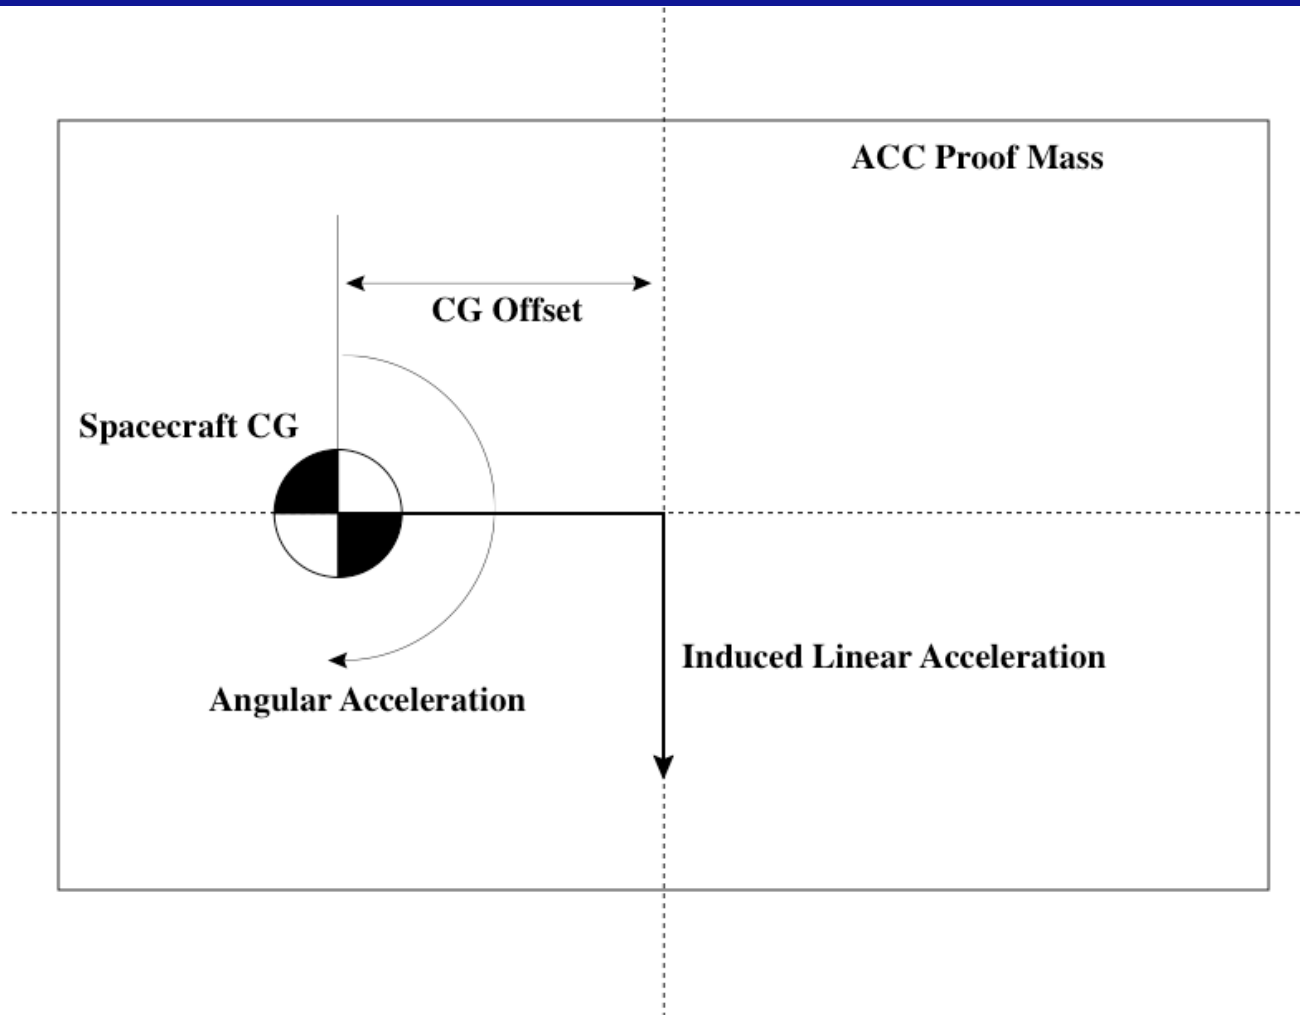 ACC Proof Mass
CG Offset
Spacecraft CG
Induced Linear Acceleration
Angular Acceleration